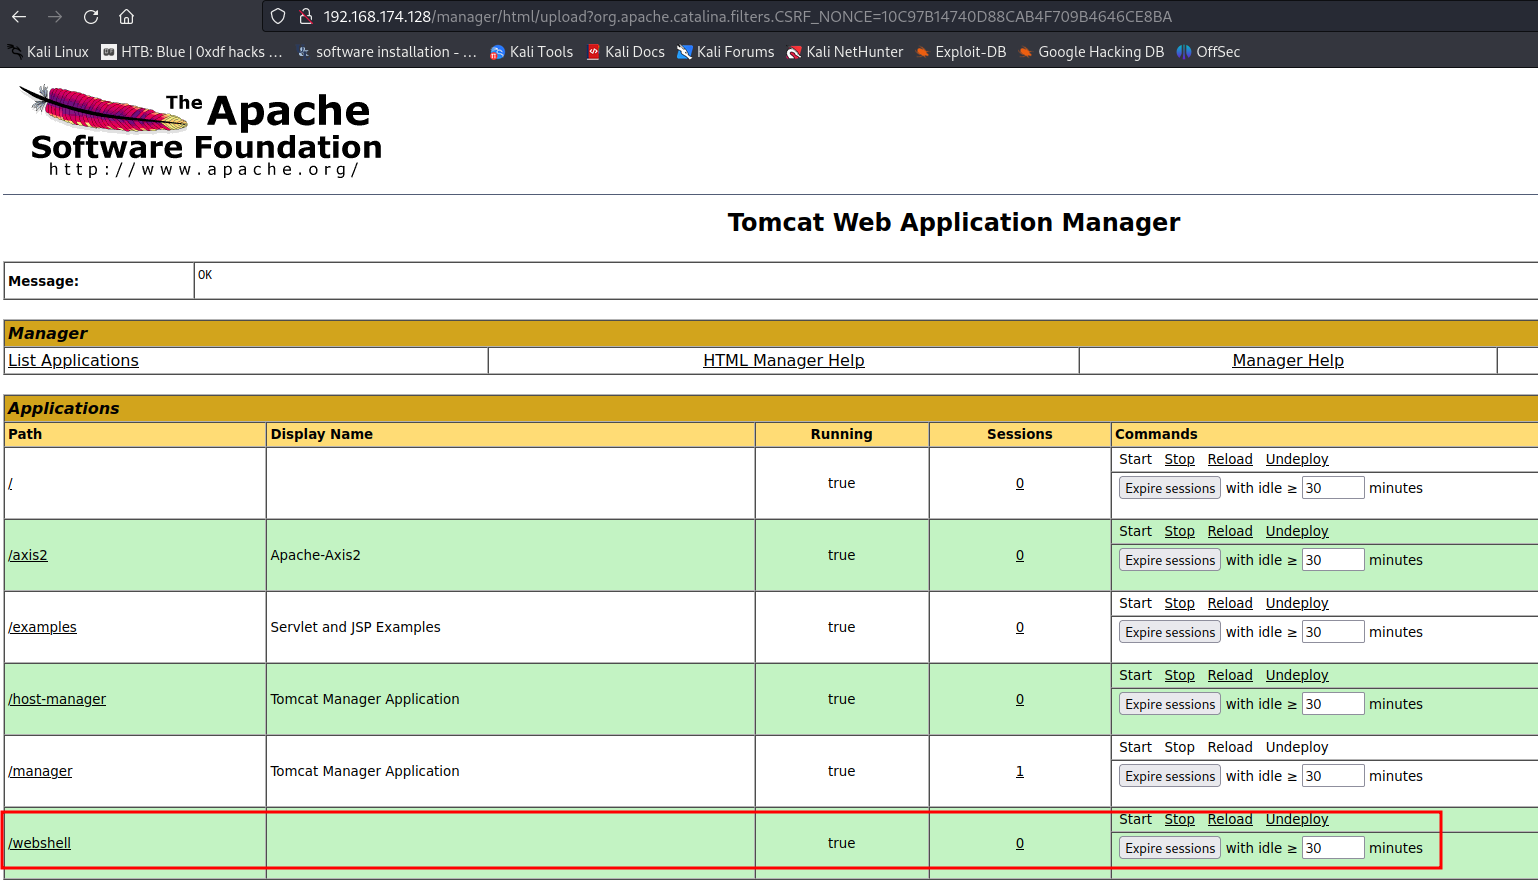 192.168.174.128/manager/html/upload?org.apache.catalina.filters.CSRF_NONCE=10C97B14740D88CAB4F709B4646CE8BA
Kali Linux HTB: Blue | 0xdf hacks ... software installation - ... Kali Tools Kali Docs Kali Forums Kali NetHunter Exploit-DB Google Hacking DB OffSec
The Apache
Software Foundation
http://www.apache.org/
Tomcat Web Application Manager
Message: OK
Manager
List Applications HTML Manager Help Manager Help
Applications
Path Display Name Running Sessions Commands
Start Stop Reload Undeploy
/ true 0
Expire sessions with idle ≥ 30 minutes
Start Stop Reload Undeploy
/axis2 Apache-Axis2 true 0
Expire sessions with idle ≥ 30 minutes
Start Stop Reload Undeploy
/examples Servlet and JSP Examples true 0
Expire sessions with idle ≥ 30 minutes
Start Stop Reload Undeploy
/host-manager Tomcat Manager Application true 0
Expire sessions with idle ≥ 30 minutes
Start Stop Reload Undeploy
/manager Tomcat Manager Application true 1
Expire sessions with idle ≥ 30 minutes
Start Stop Reload Undeploy
/webshell true 0
Expire sessions with idle ≥ 30 minutes